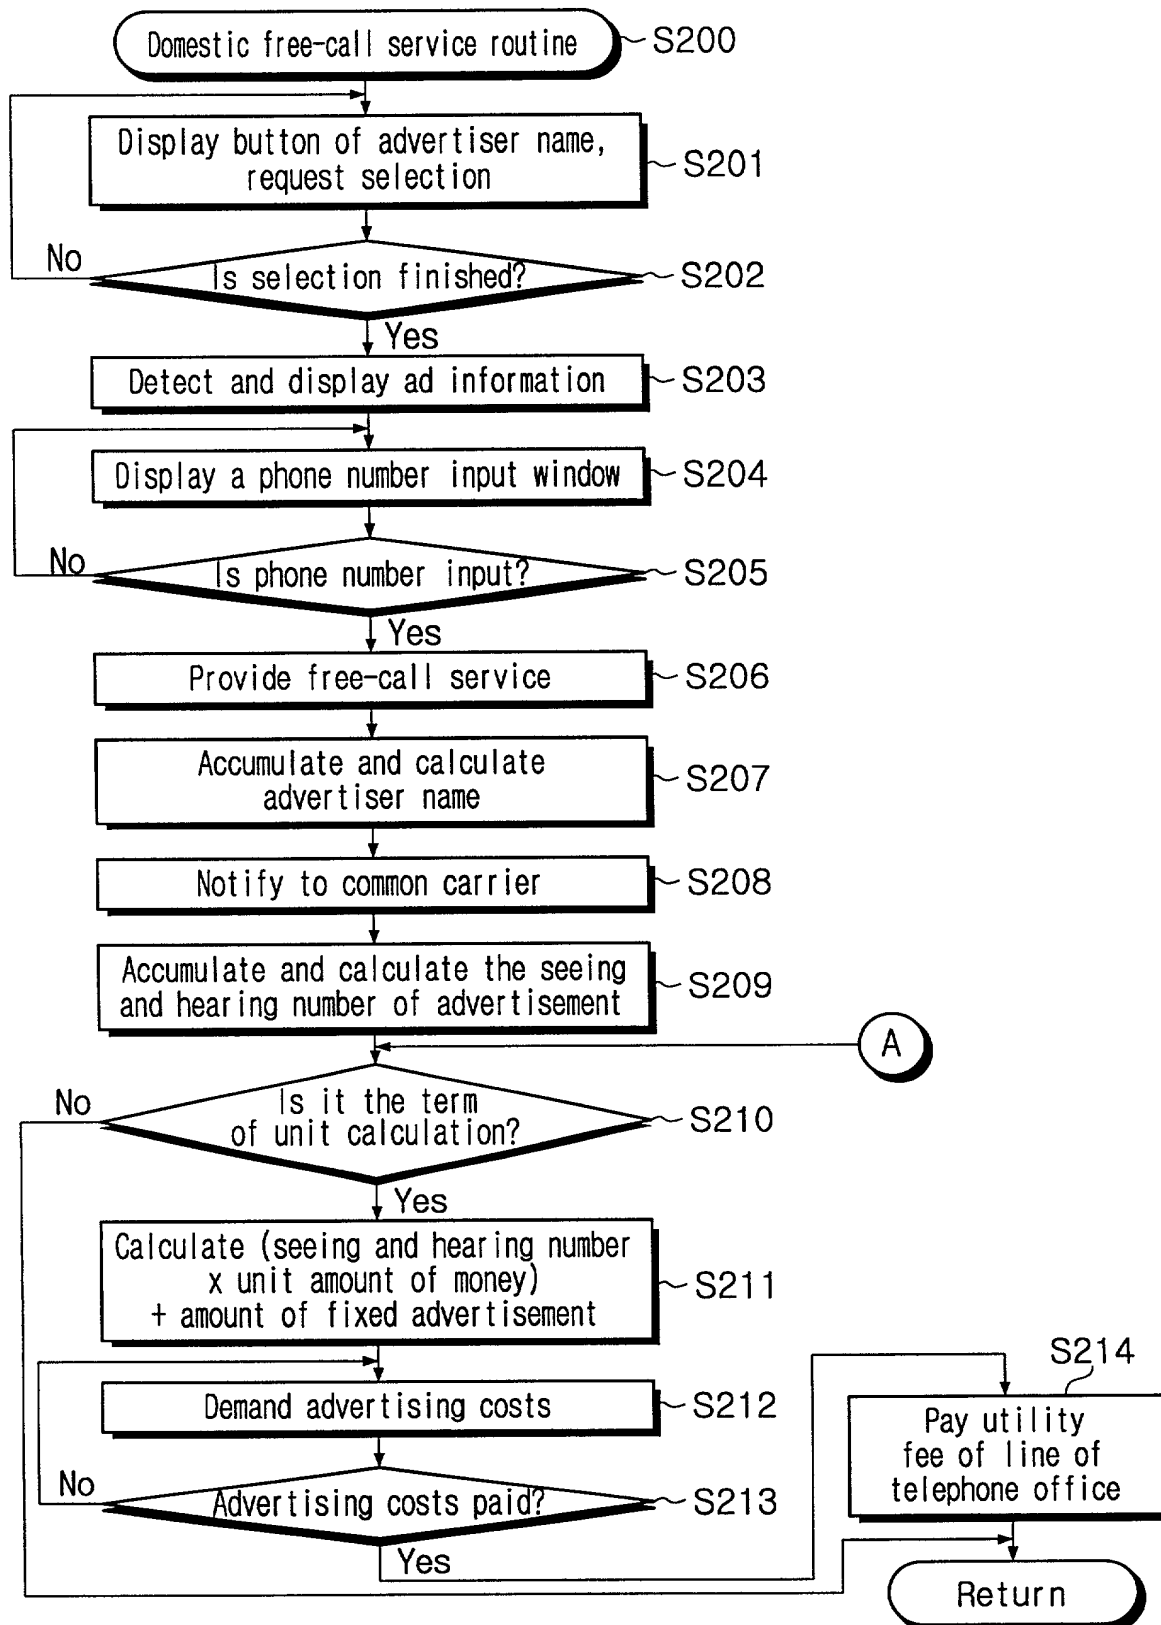 Domestic free-call service routine
S200
Display button of advertiser name,
request selection
S201
No
Is selection finished?
S202
Yes
Detect and display ad information
S203
Display a phone number input window
S204
No
Is phone number input?
S205
Yes
Provide free-call service
S206
Accumulate and calculate
advertiser name
S207
Notify to common carrier
S208
Accumulate and calculate the seeing
and hearing number of advertisement
S209
A
No
Is it the term
of unit calculation?
S210
Yes
Calculate (seeing and hearing number
x unit amount of money)
+ amount of fixed advertisement
S211
Demand advertising costs
S212
No
Advertising costs paid?
S213
Yes
S214
Pay utility
fee of line of
telephone office
Return